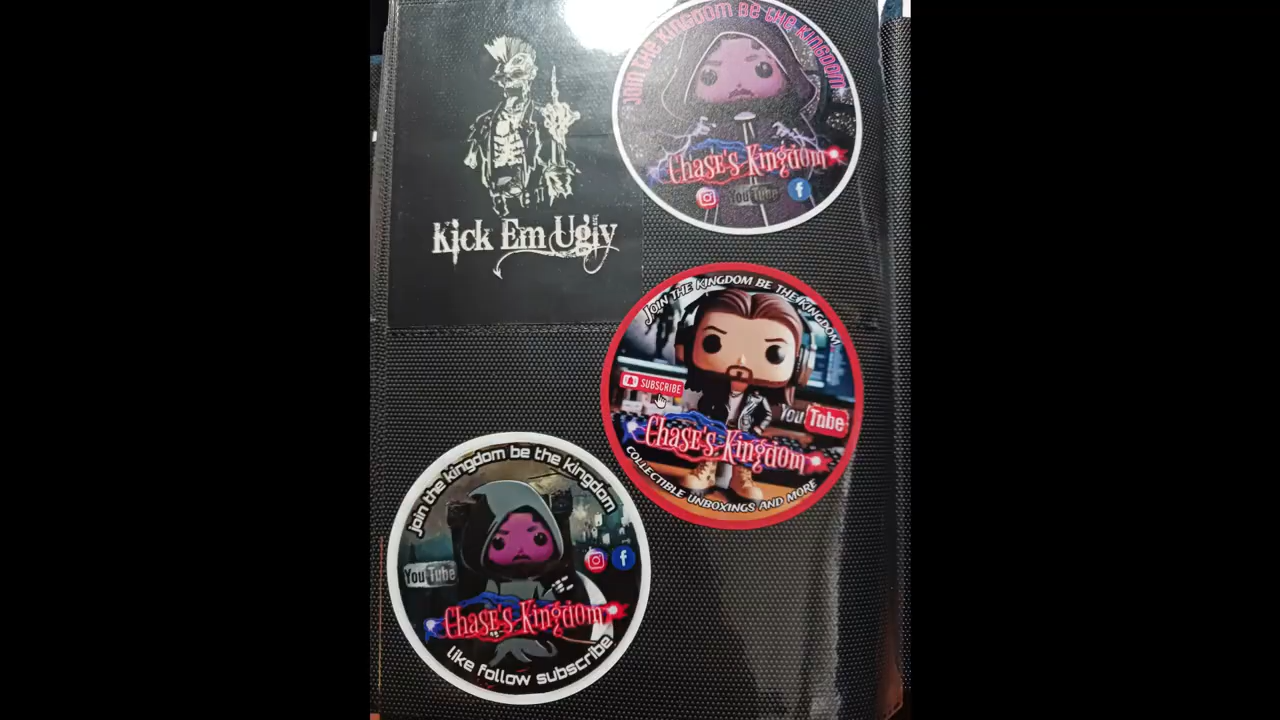 JOIN THE KINGDOM BE THE KINGDOM
Chase's Kingdom
YouTube
Kick Em Ugly
JOIN THE KINGDOM BE THE KINGDOM
SUBSCRIBE
YouTube
Chase's Kingdom
COLLECTIBLE UNBOXINGS AND MORE
join the kingdom be the kingdom
YouTube
Chase's Kingdom
like follow subscribe